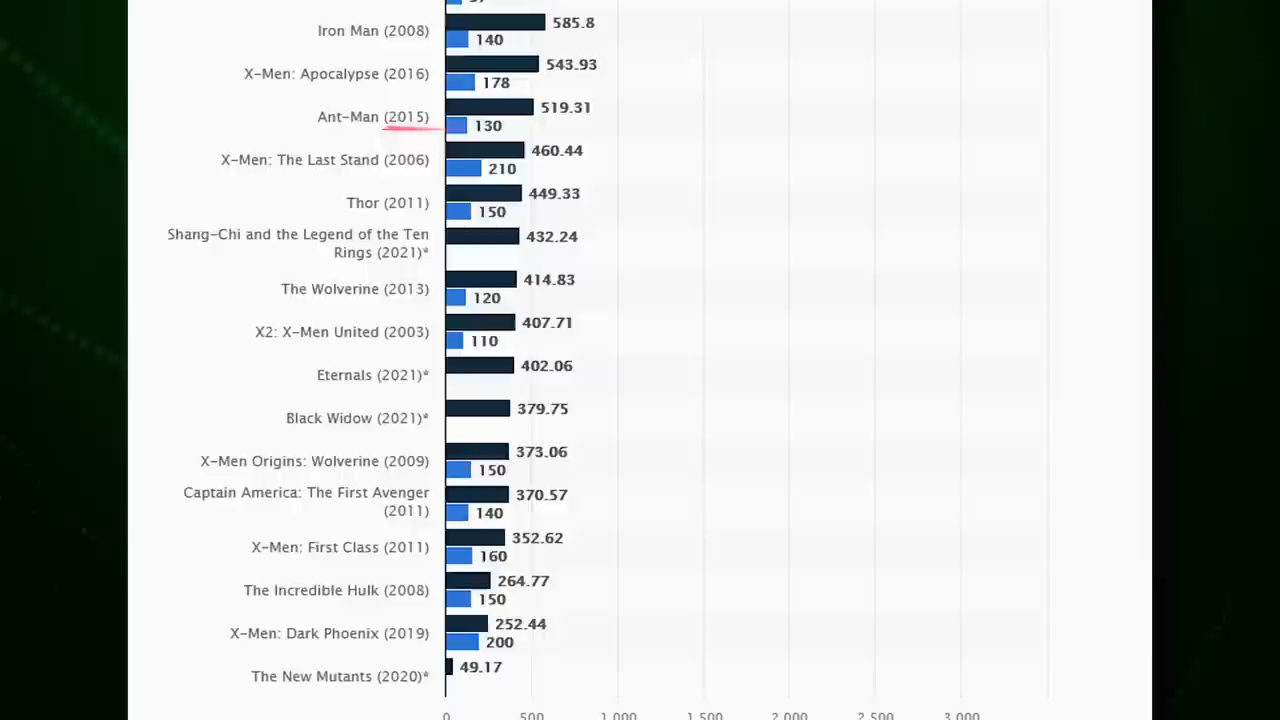 Iron Man (2008) 585.8
140
X-Men: Apocalypse (2016) 543.93
178
Ant-Man (2015) 519.31
130
X-Men: The Last Stand (2006) 460.44
210
Thor (2011) 449.33
150
Shang-Chi and the Legend of the Ten 432.24
Rings (2021)*
The Wolverine (2013) 414.83
120
X2: X-Men United (2003) 407.71
110
Eternals (2021)* 402.06
Black Widow (2021)* 379.75
X-Men Origins: Wolverine (2009) 373.06
150
Captain America: The First Avenger 370.57
(2011) 140
X-Men: First Class (2011) 352.62
160
The Incredible Hulk (2008) 264.77
150
X-Men: Dark Phoenix (2019) 252.44
200
The New Mutants (2020)* 49.17
0 500 1 000 1 500 2 000 2 500 3 000